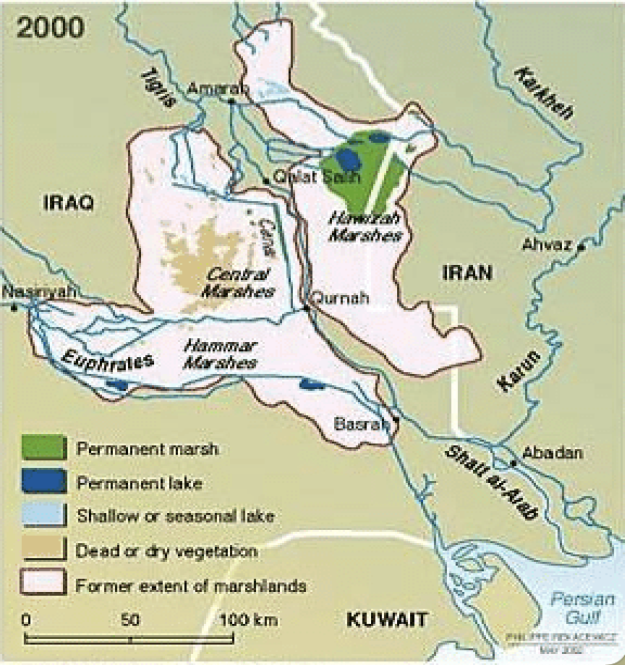 2000
Tigris
Amarah
Karkheh
Qalat Salih
IRAQ
Hawizah
Marshes
Canal
Ahvaz
Central
Marshes
IRAN
Nasiriyah
Qurnah
Euphrates
Hammar
Marshes
Karun
Basrah
Abadan
Shatt al-Arab
Permanent marsh
Permanent lake
Shallow or seasonal lake
Dead or dry vegetation
Former extent of marshlands
0 50 100 km
KUWAIT
Persian
Gulf
PHILIPPE REKACEWICZ
MAY 2002